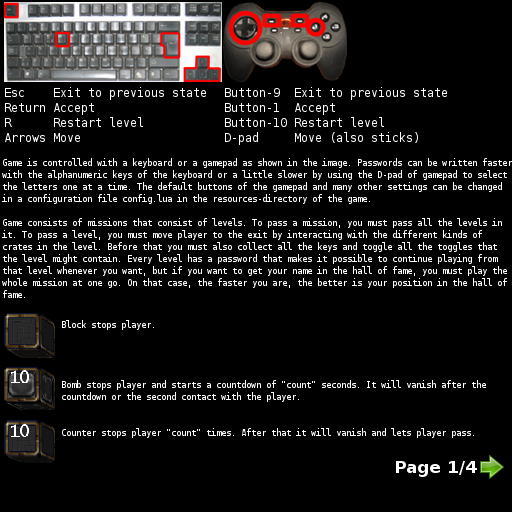 Esc Exit to previous state Button-9 Exit to previous state
Return Accept Button-1 Accept
R Restart level Button-10 Restart level
Arrows Move D-pad Move (also sticks)
Game is controlled with a keyboard or a gamepad as shown in the image. Passwords can be written faster
with the alphanumeric keys of the keyboard or a little slower by using the D-pad of gamepad to select
the letters one at a time. The default buttons of the gamepad and many other settings can be changed
in a configuration file config.lua in the resources-directory of the game.
Game consists of missions that consist of levels. To pass a mission, you must pass all the levels in
it. To pass a level, you must move player to the exit by interacting with the different kinds of
crates in the level. Before that you must also collect all the keys and toggle all the toggles that
the level might contain. Every level has a password that makes it possible to continue playing from
that level whenever you want, but if you want to get your name in the hall of fame, you must play the
whole mission at one go. On that case, the faster you are, the better is your position in the hall of
fame.
Block stops player.
10
Bomb stops player and starts a countdown of "count" seconds. It will vanish after the
countdown or the second contact with the player.
10
Counter stops player "count" times. After that it will vanish and lets player pass.
Page 1/4